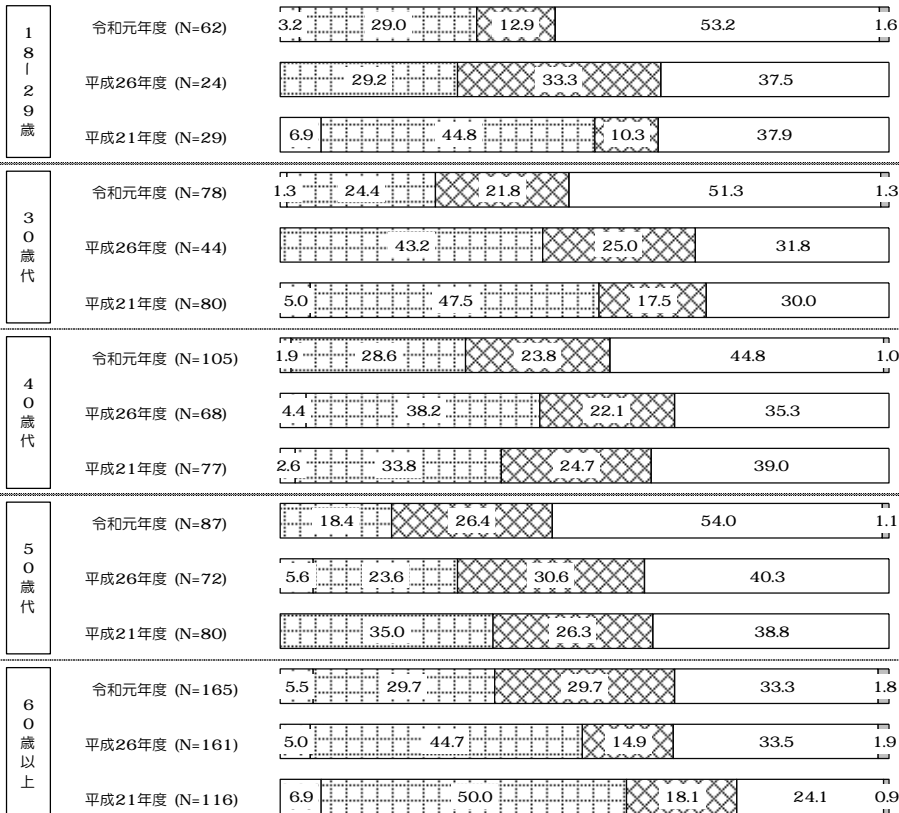 18-29歳
令和元年度 (N=62) 3.2 29.0 12.9 53.2 1.6
平成26年度 (N=24) 29.2 33.3 37.5
平成21年度 (N=29) 6.9 44.8 10.3 37.9
30歳代
令和元年度 (N=78) 1.3 24.4 21.8 51.3 1.3
平成26年度 (N=44) 43.2 25.0 31.8
平成21年度 (N=80) 5.0 47.5 17.5 30.0
40歳代
令和元年度 (N=105) 1.9 28.6 23.8 44.8 1.0
平成26年度 (N=68) 4.4 38.2 22.1 35.3
平成21年度 (N=77) 2.6 33.8 24.7 39.0
50歳代
令和元年度 (N=87) 18.4 26.4 54.0 1.1
平成26年度 (N=72) 5.6 23.6 30.6 40.3
平成21年度 (N=80) 35.0 26.3 38.8
60歳以上
令和元年度 (N=165) 5.5 29.7 29.7 33.3 1.8
平成26年度 (N=161) 5.0 44.7 14.9 33.5 1.9
平成21年度 (N=116) 6.9 50.0 18.1 24.1 0.9